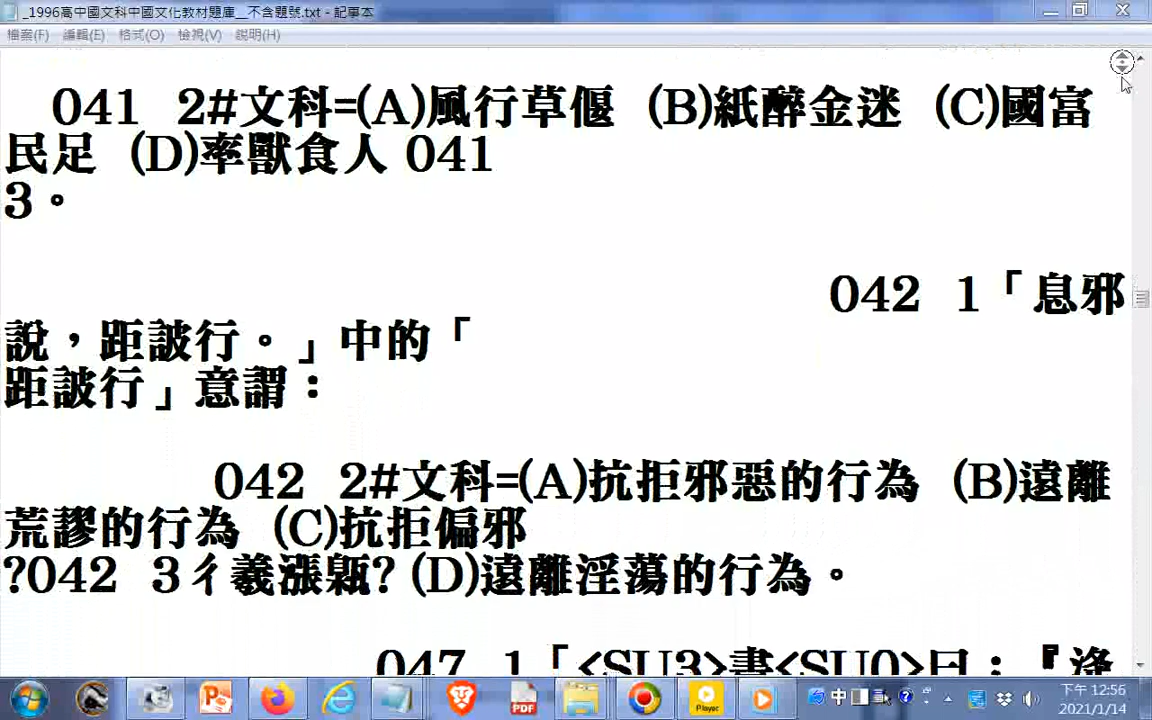 _1996高中國文科中國文化教材題庫__不含題號.txt - 記事本
檔案(F) 編輯(E) 格式(O) 檢視(V) 說明(H)
041 2#文科=(A)風行草偃 (B)紙醉金迷 (C)國富
民足 (D)率獸食人 041
3。
042 1「息邪
說，距詖行。」中的「
距詖行」意謂：
042 2#文科=(A)抗拒邪惡的行為 (B)遠離
荒謬的行為 (C)抗拒偏邪
?042 3彳羲漲?(D)遠離淫蕩的行為。
047 1「<SU3>書<SU0>曰：『洚
PDF
Player
中
下午 12:56
2021/1/14